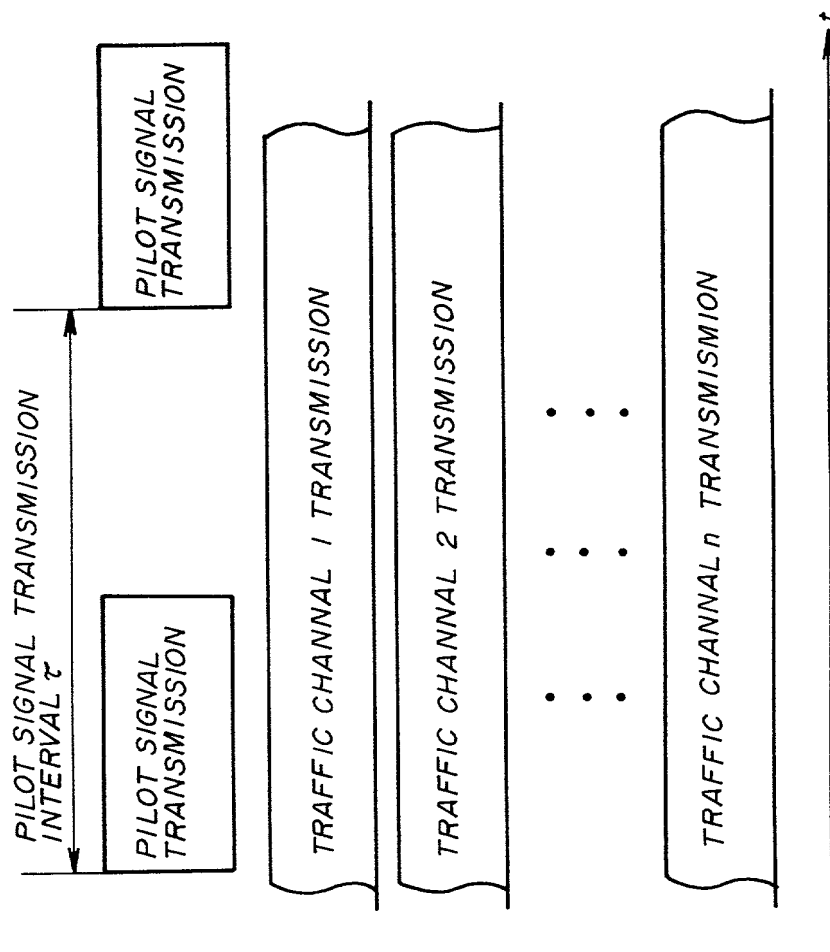 PILOT SIGNAL TRANSMISSION
INTERVAL τ
PILOT SIGNAL
TRANSMISSION
PILOT SIGNAL
TRANSMISSION
TRAFFIC CHANNAL 1 TRANSMISSION
TRAFFIC CHANNAL 2 TRANSMISSION
TRAFFIC CHANNAL n TRANSMISMION
t